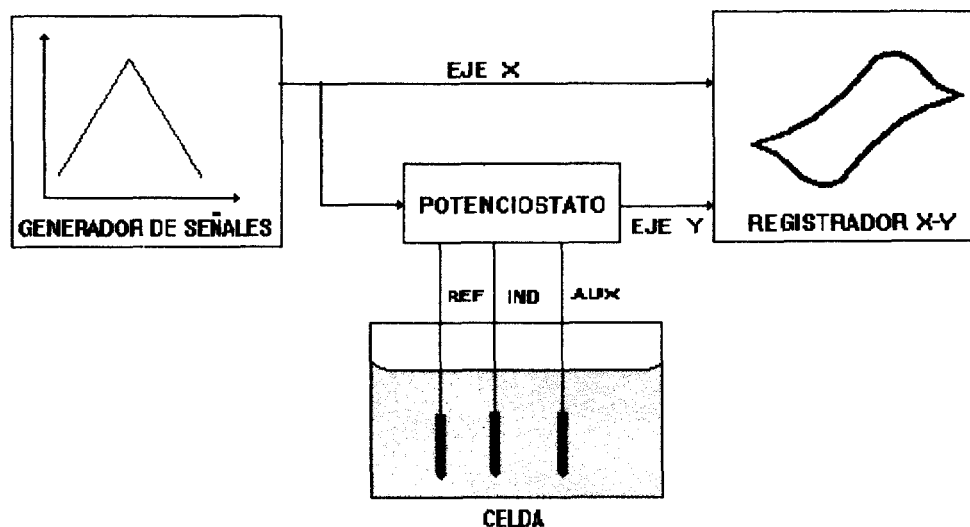 EJE X
GENERADOR DE SEÑALES
POTENCIOSTATO
EJE Y
REGISTRADOR X-Y
REF
IND
AUX
CELDA